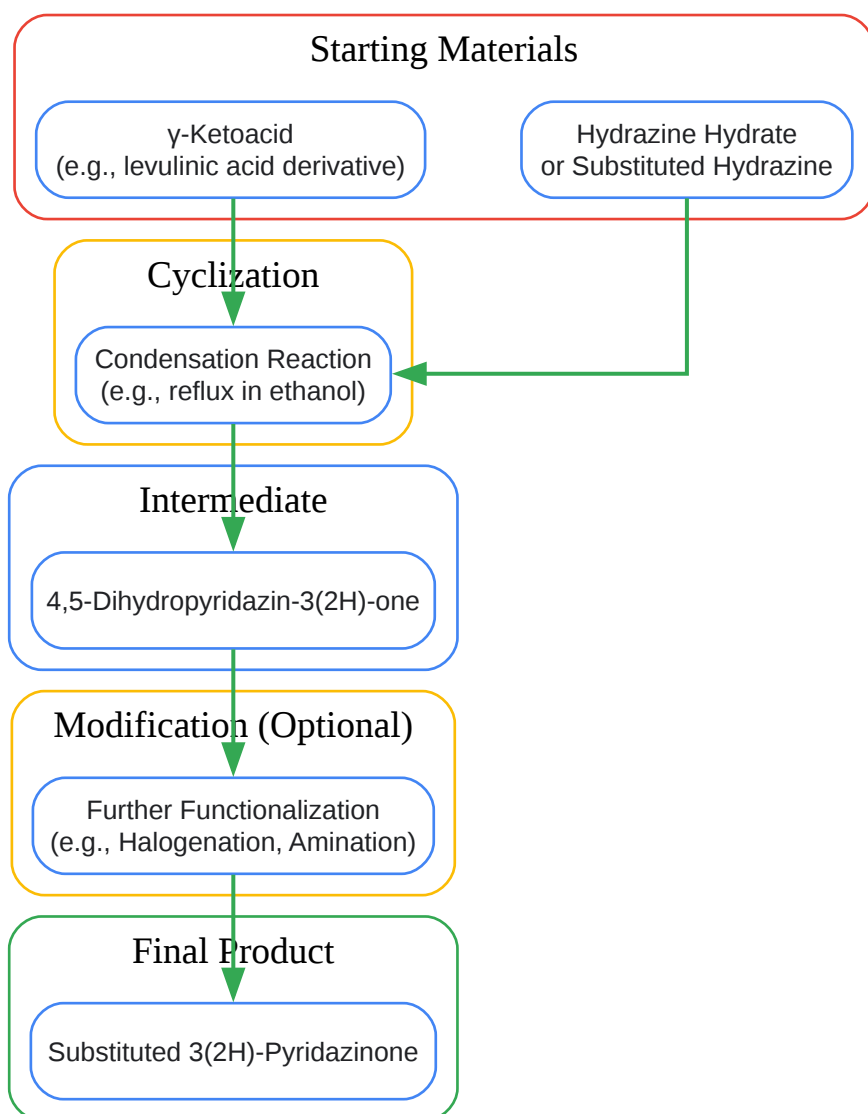 Starting Materials
γ-Ketoacid
(e.g., levulinic acid derivative)
Hydrazine Hydrate
or Substituted Hydrazine
Cyclization
Condensation Reaction
(e.g., reflux in ethanol)
Intermediate
4,5-Dihydropyridazin-3(2H)-one
Modification (Optional)
Further Functionalization
(e.g., Halogenation, Amination)
Final Product
Substituted 3(2H)-Pyridazinone